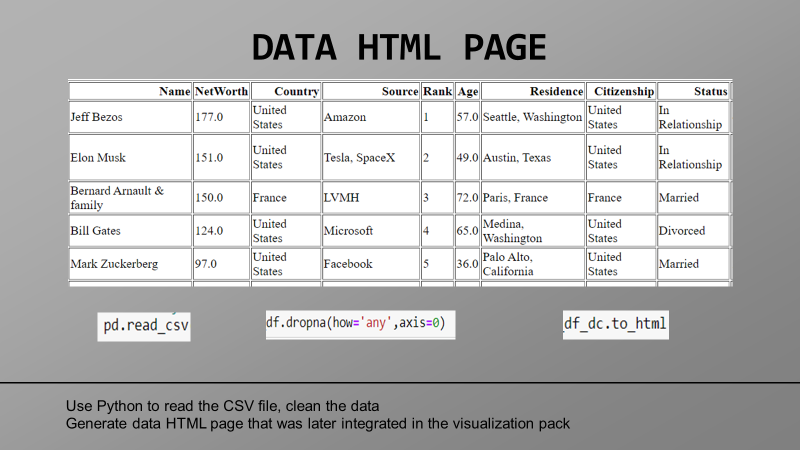 DATA HTML PAGE
Name NetWorth Country Source Rank Age Residence Citizenship Status
Jeff Bezos 177.0 United States Amazon 1 57.0 Seattle, Washington United States In Relationship
Elon Musk 151.0 United States Tesla, SpaceX 2 49.0 Austin, Texas United States In Relationship
Bernard Arnault & family 150.0 France LVMH 3 72.0 Paris, France France Married
Bill Gates 124.0 United States Microsoft 4 65.0 Medina, Washington United States Divorced
Mark Zuckerberg 97.0 United States Facebook 5 36.0 Palo Alto, California United States Married
pd.read_csv
df.dropna(how='any',axis=0)
df_dc.to_html
Use Python to read the CSV file, clean the data
Generate data HTML page that was later integrated in the visualization pack